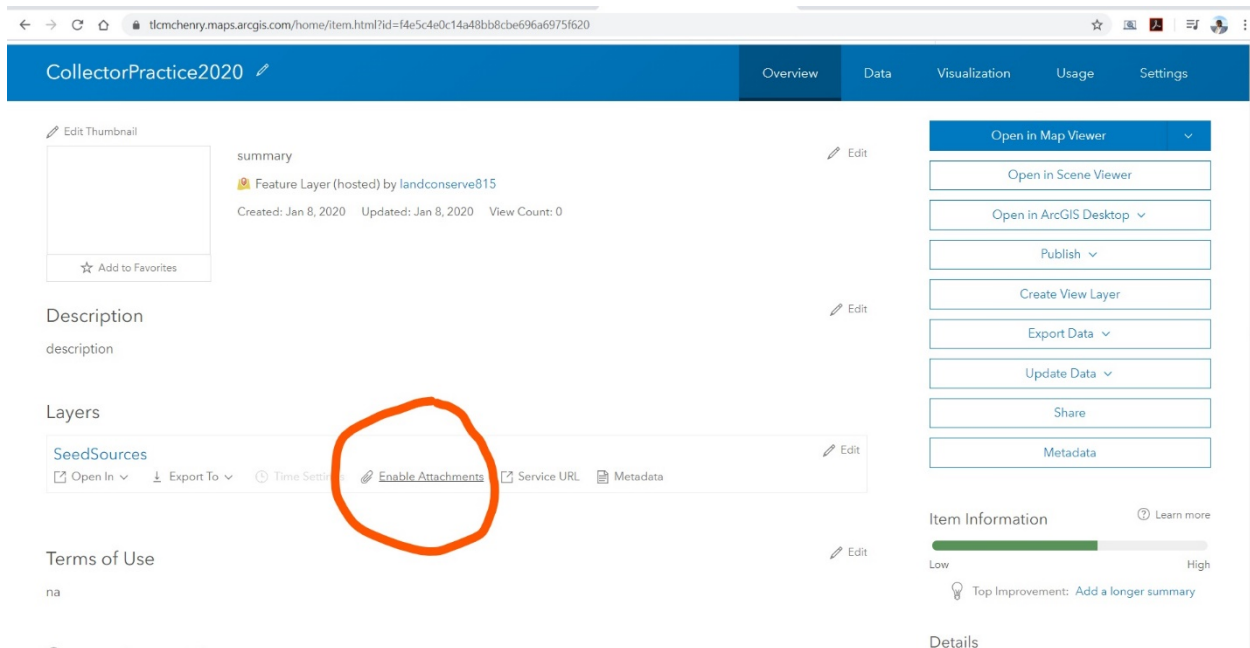 tlcmchenry.maps.arcgis.com/home/item.html?id=f4e5c4e0c14a48bb8cbe696a6975f620
CollectorPractice2020
Overview Data Visualization Usage Settings
Edit Thumbnail
summary
Edit
Feature Layer (hosted) by landconserve815
Created: Jan 8, 2020 Updated: Jan 8, 2020 View Count: 0
Add to Favorites
Open in Map Viewer
Open in Scene Viewer
Open in ArcGIS Desktop
Publish
Create View Layer
Export Data
Update Data
Share
Metadata
Description
Edit
description
Layers
SeedSources
Edit
Open In Export To Time Settings Enable Attachments Service URL Metadata
Terms of Use
Edit
na
Item Information
Learn more
Low High
Top Improvement: Add a longer summary
Details